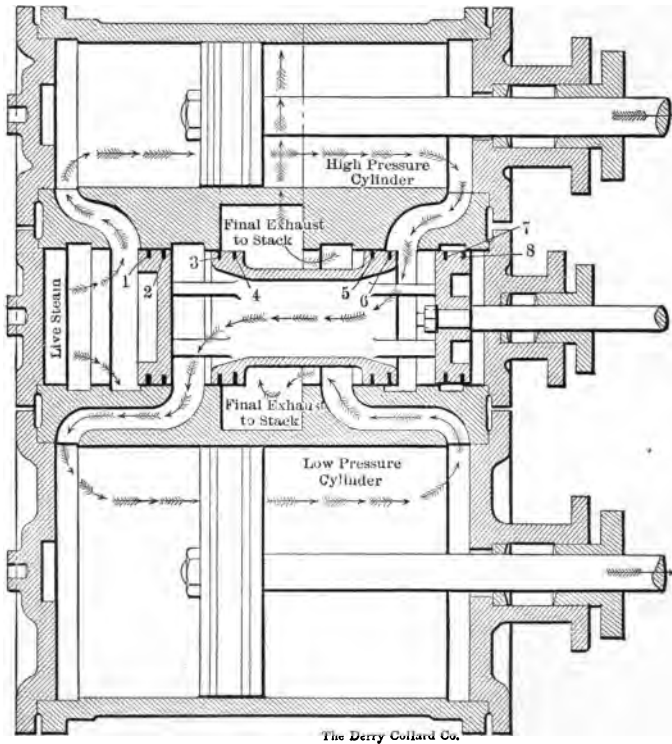 High Pressure
Cylinder
Final Exhaust
to Stack
7
8
3
4
5
6
1
2
Live Steam
Final Exhaust
to Stack
Low Pressure
Cylinder
The Derry Collard Co.